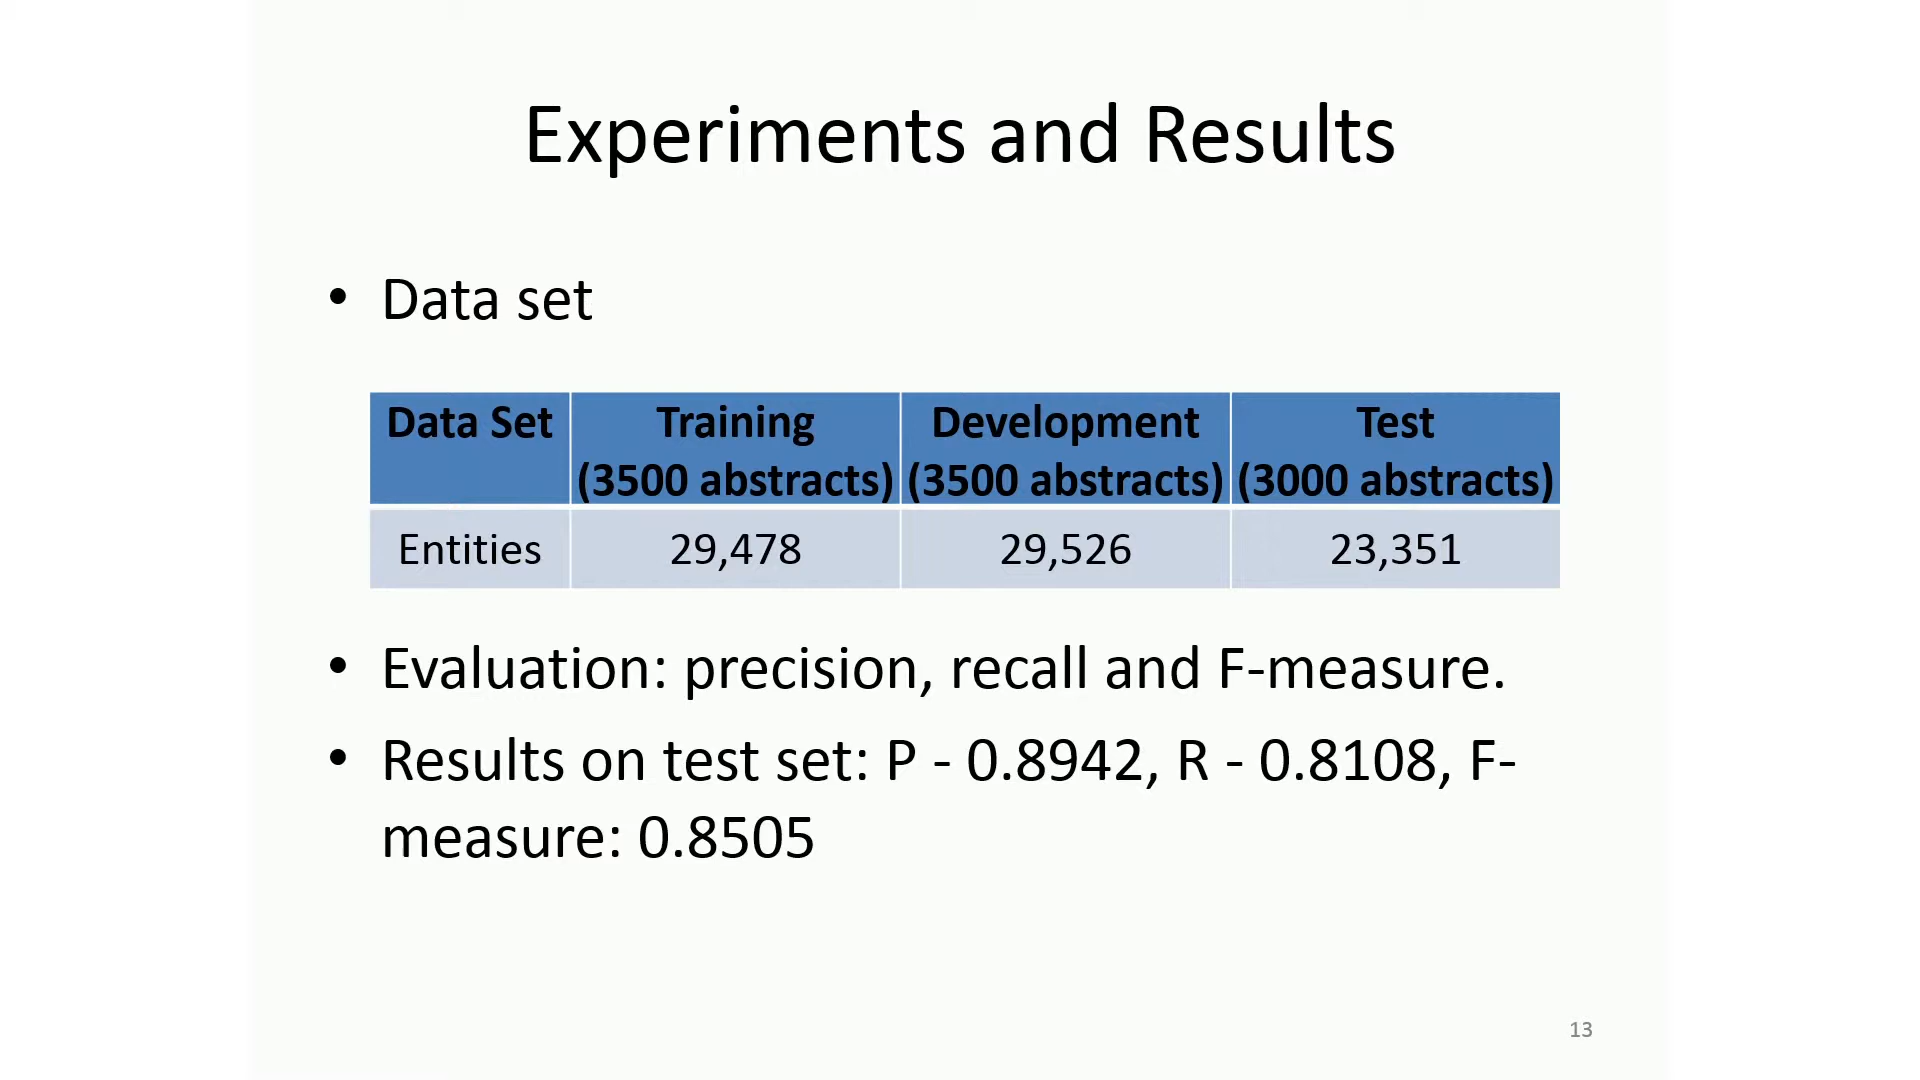 Experiments and Results
• Data set
Data Set Training Development Test
(3500 abstracts) (3500 abstracts) (3000 abstracts)
Entities 29,478 29,526 23,351
• Evaluation: precision, recall and F-measure.
• Results on test set: P - 0.8942, R - 0.8108, F-
measure: 0.8505
13